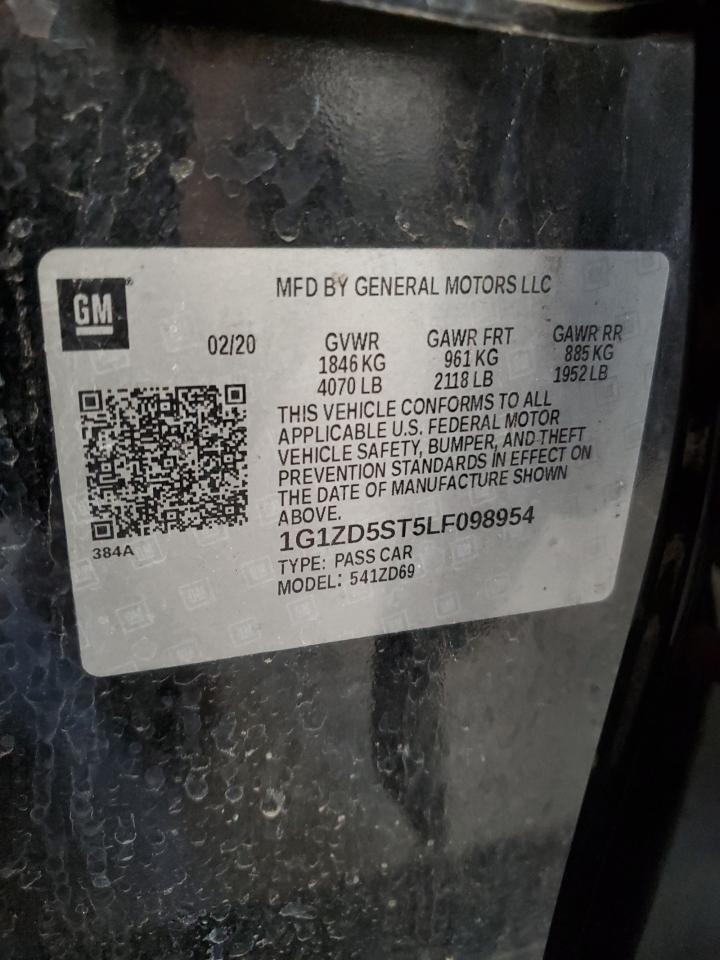 GM
MFD BY GENERAL MOTORS LLC
02/20 GVWR GAWR FRT GAWR RR
1846 KG 961 KG 885 KG
4070 LB 2118 LB 1952 LB
THIS VEHICLE CONFORMS TO ALL
APPLICABLE U.S. FEDERAL MOTOR
VEHICLE SAFETY, BUMPER, AND THEFT
PREVENTION STANDARDS IN EFFECT ON
THE DATE OF MANUFACTURE SHOWN
ABOVE.
384A
1G1ZD5ST5LF098954
TYPE: PASS CAR
MODEL: 541ZD69